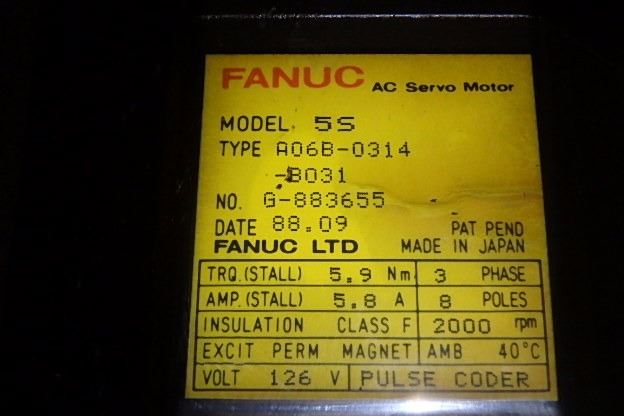 FANUC AC Servo Motor
MODEL 5S
TYPE A06B-0314
-B031
NO. G-883655
DATE 88.09 PAT PEND
FANUC LTD MADE IN JAPAN
TRQ.(STALL) 5.9 Nm 3 PHASE
AMP.(STALL) 5.8 A 8 POLES
INSULATION CLASS F 2000 rpm
EXCIT PERM MAGNET AMB 40°C
VOLT 126 V PULSE CODER